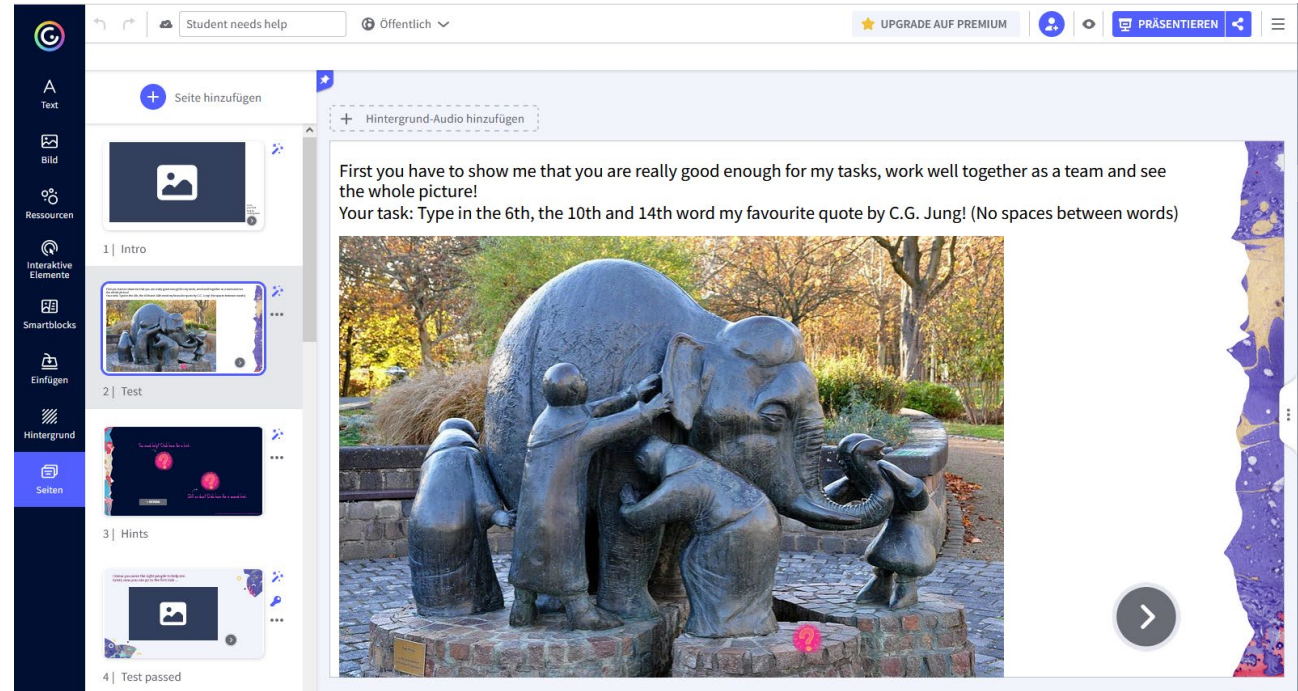 Student needs help
Öffentlich
UPGRADE AUF PREMIUM
PRÄSENTIEREN
Text
Bild
Ressourcen
Interaktive
Elemente
Smartblocks
Einfügen
Hintergrund
Seiten
Seite hinzufügen
1 | Intro
2 | Test
3 | Hints
4 | Test passed
+ Hintergrund-Audio hinzufügen
First you have to show me that you are really good enough for my tasks, work well together as a team and see
the whole picture!
Your task: Type in the 6th, the 10th and 14th word my favourite quote by C.G. Jung! (No spaces between words)
?